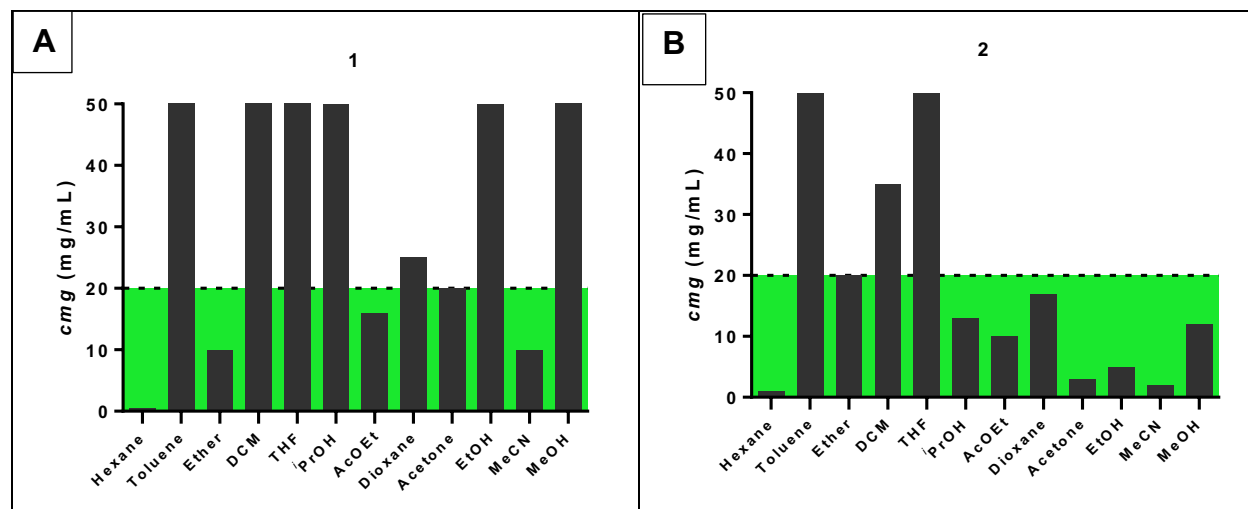 A
1
50
40
30
20
10
0
cmg (mg/mL)
Hexane
Toluene
Ether
DCM
THF
iPrOH
AcOEt
Dioxane
Acetone
EtOH
MeCN
MeOH
B
2
50
40
30
20
10
0
cmg (mg/mL)
Hexane
Toluene
Ether
DCM
THF
iPrOH
AcOEt
Dioxane
Acetone
EtOH
MeCN
MeOH